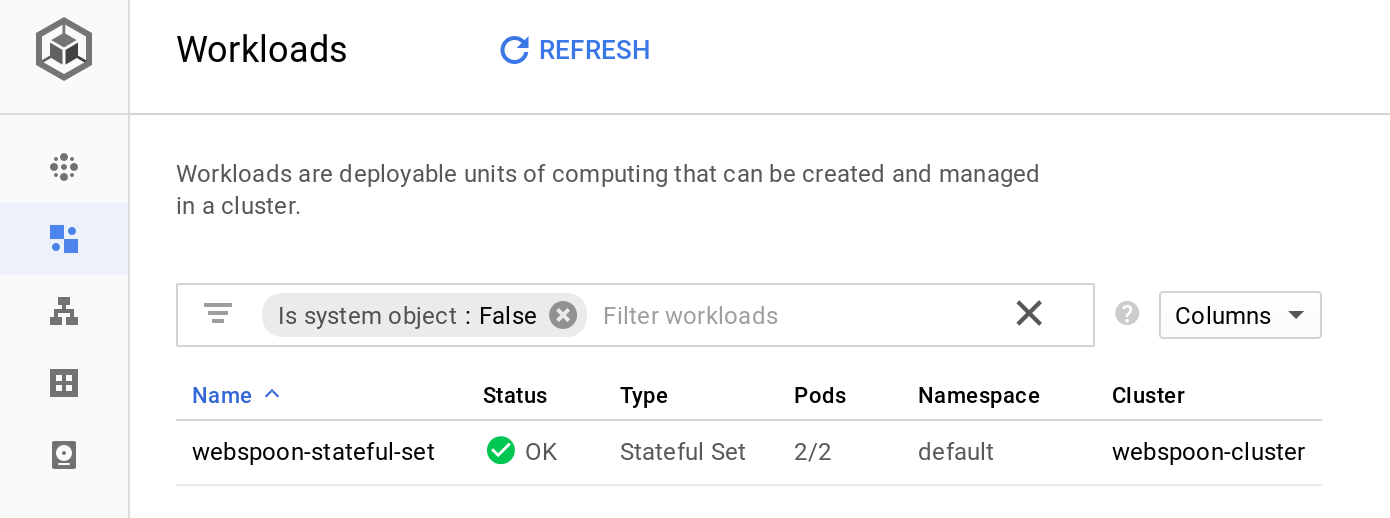 Workloads
REFRESH
Workloads are deployable units of computing that can be created and managed
in a cluster.
Is system object : False Filter workloads Columns
Name Status Type Pods Namespace Cluster
webspoon-stateful-set OK Stateful Set 2/2 default webspoon-cluster